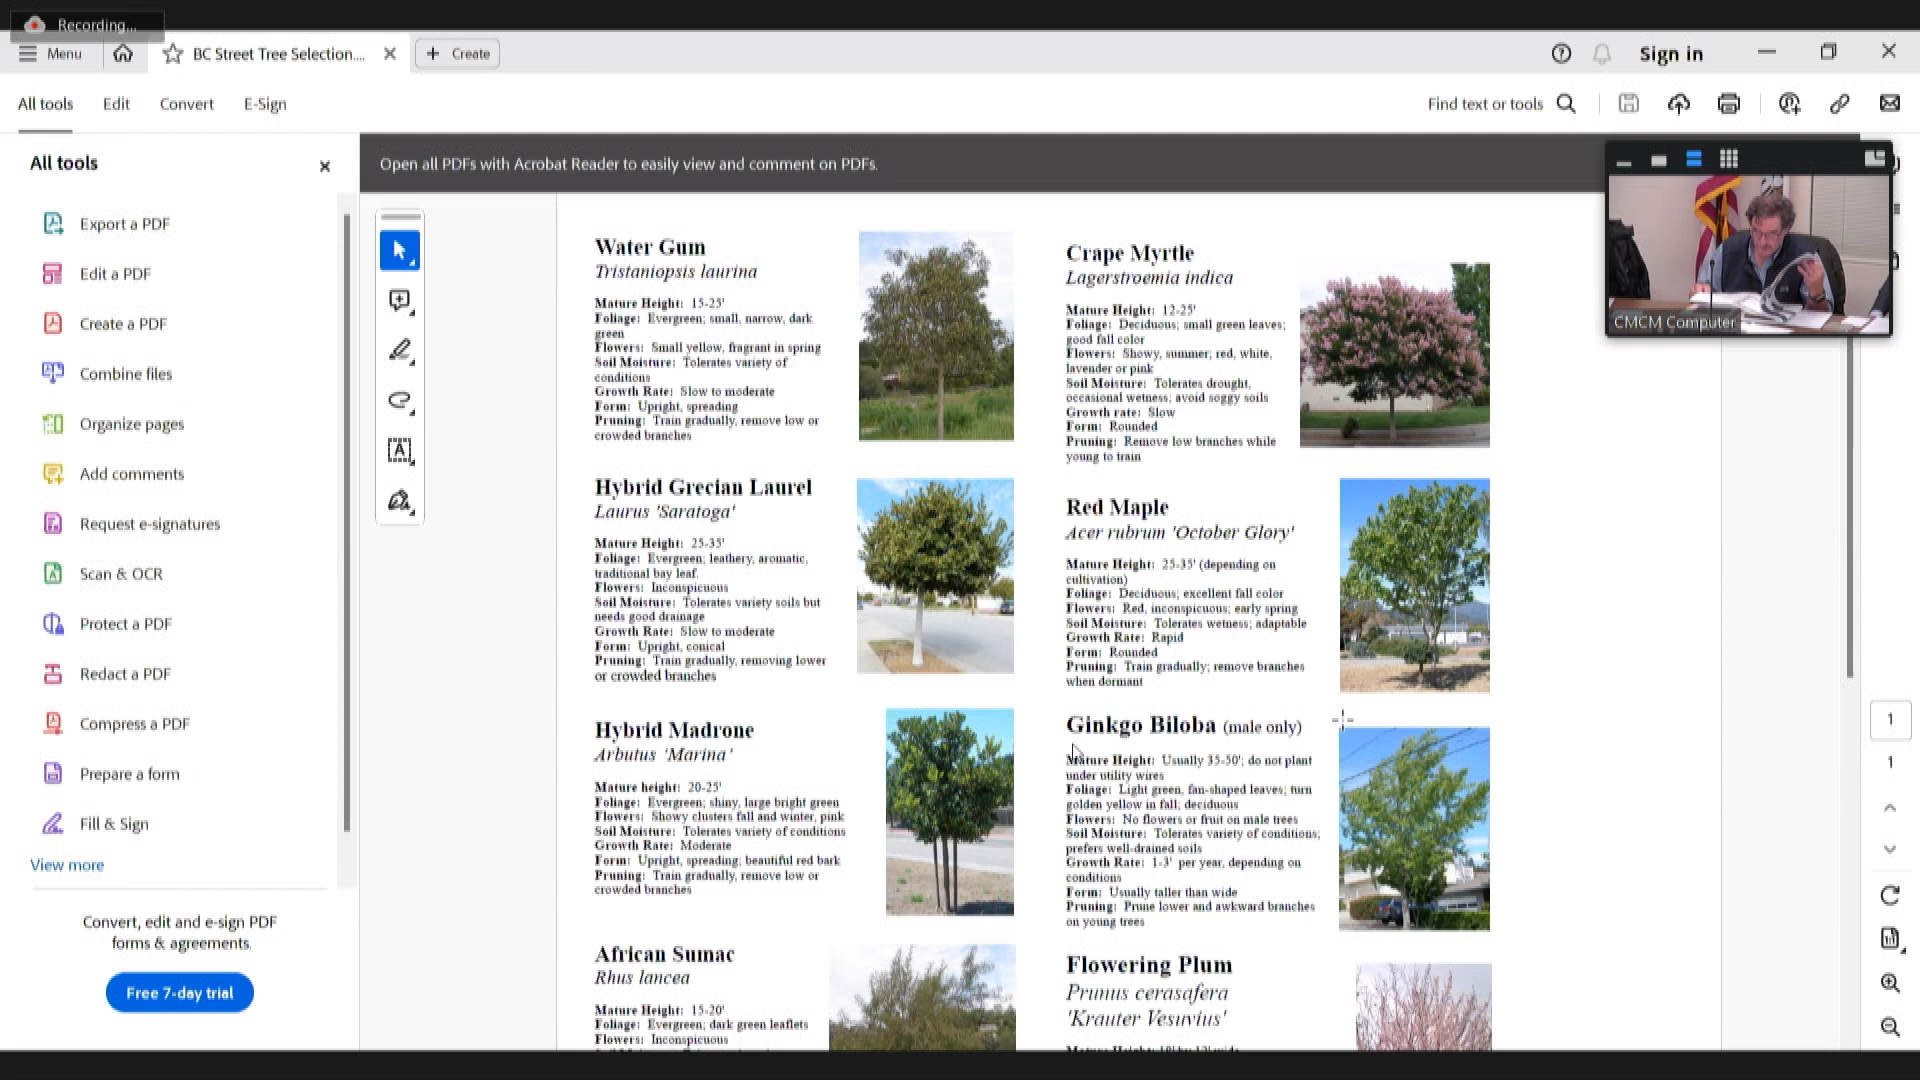 Recording...
Menu
BC Street Tree Selection....
Create
Sign in
All tools
Edit
Convert
E-Sign
Find text or tools
All tools
Export a PDF
Edit a PDF
Create a PDF
Combine files
Organize pages
Add comments
Request e-signatures
Scan & OCR
Protect a PDF
Redact a PDF
Compress a PDF
Prepare a form
Fill & Sign
View more
Convert, edit and e-sign PDF
forms & agreements.
Free 7-day trial
Open all PDFs with Acrobat Reader to easily view and comment on PDFs.
Water Gum
Tristaniopsis laurina
Mature Height: 15-25'
Foliage: Evergreen; small, narrow, dark
green
Flowers: Small yellow, fragrant in spring
Soil Moisture: Tolerates variety of
conditions
Growth Rate: Slow to moderate
Form: Upright, spreading
Pruning: Train gradually, remove low or
crowded branches
Hybrid Grecian Laurel
Laurus 'Saratoga'
Mature Height: 25-35'
Foliage: Evergreen; leathery, aromatic,
traditional bay leaf.
Flowers: Inconspicuous
Soil Moisture: Tolerates variety soils but
needs good drainage
Growth Rate: Slow to moderate
Form: Upright, conical
Pruning: Train gradually, removing lower
or crowded branches
Hybrid Madrone
Arbutus 'Marina'
Mature height: 20-25'
Foliage: Evergreen; shiny, large bright green
Flowers: Showy clusters fall and winter, pink
Soil Moisture: Tolerates variety of conditions
Growth Rate: Moderate
Form: Upright, spreading; beautiful red bark
Pruning: Train gradually, remove low or
crowded branches
African Sumac
Rhus lancea
Mature Height: 15-20'
Foliage: Evergreen; dark green leaflets
Flowers: Inconspicuous
Crape Myrtle
Lagerstroemia indica
Mature Height: 12-25'
Foliage: Deciduous; small green leaves;
good fall color
Flowers: Showy, summer; red, white,
lavender or pink
Soil Moisture: Tolerates drought,
occasional wetness; avoid soggy soils
Growth rate: Slow
Form: Rounded
Pruning: Remove low branches while
young to train
Red Maple
Acer rubrum 'October Glory'
Mature Height: 25-35' (depending on
cultivation)
Foliage: Deciduous; excellent fall color
Flowers: Red, inconspicuous; early spring
Soil Moisture: Tolerates wetness; adaptable
Growth Rate: Rapid
Form: Rounded
Pruning: Train gradually; remove branches
when dormant
Ginkgo Biloba (male only)
Mature Height: Usually 35-50'; do not plant
under utility wires
Foliage: Light green, fan-shaped leaves; turn
golden yellow in fall; deciduous
Flowers: No flowers or fruit on male trees
Soil Moisture: Tolerates variety of conditions;
prefers well-drained soils
Growth Rate: 1-3' per year, depending on
conditions
Form: Usually taller than wide
Pruning: Prune lower and awkward branches
on young trees
Flowering Plum
Prunus cerasafera
'Krauter Vesuvius'
CMCM Computer
1
1